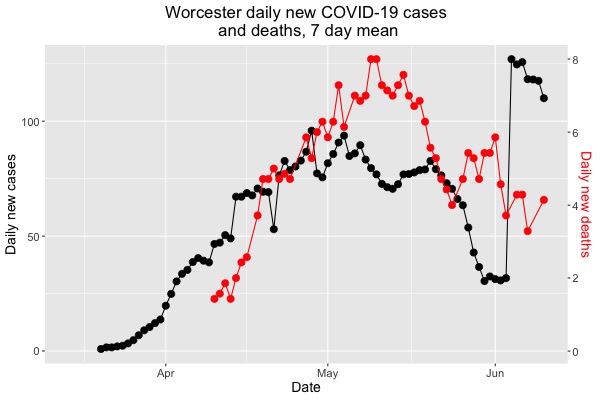 Worcester daily new COVID-19 cases
and deaths, 7 day mean
Daily new cases
100
50
0
8
6
4
2
0
Daily new deaths
Apr
May
Jun
Date